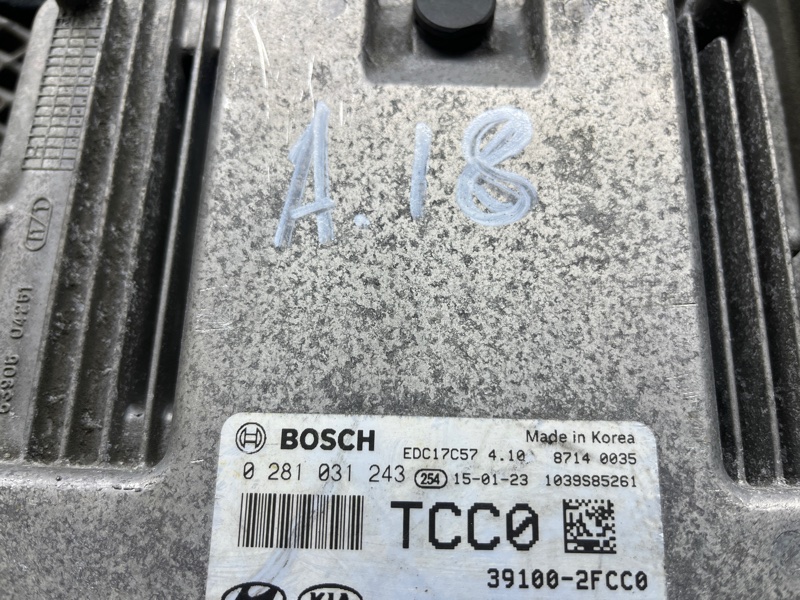 A.18
BOSCH EDC17C57 4.10 Made in Korea 8714 0035
0 281 031 243 254 15-01-23 1039S85261
TCC0
39100-2FCC0
KIA